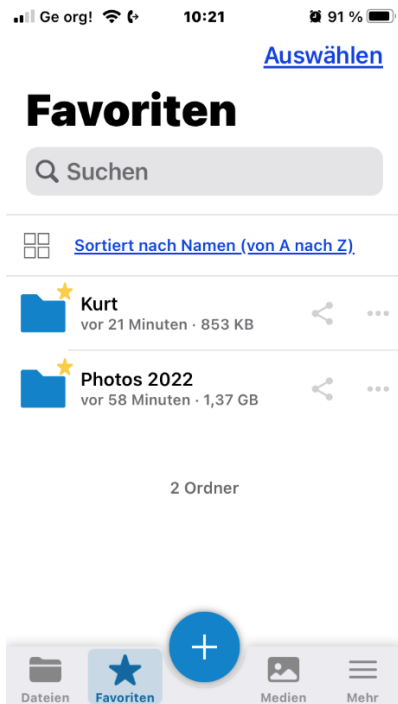 Ge org! 10:21 91 %
Auswählen
Favoriten
Suchen
Sortiert nach Namen (von A nach Z)
Kurt
vor 21 Minuten · 853 KB
Photos 2022
vor 58 Minuten · 1,37 GB
2 Ordner
Dateien Favoriten Medien Mehr